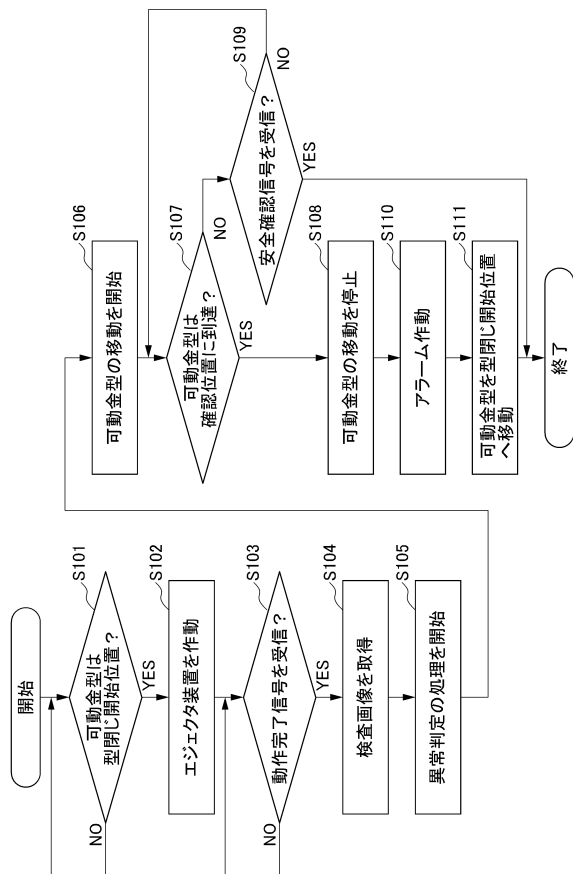 開始
S101
可動金型は
型閉じ開始位置？
NO
YES
S102
エジェクタ装置を作動
S103
動作完了信号を受信？
NO
YES
S104
検査画像を取得
S105
異常判定の処理を開始
S106
可動金型の移動を開始
S107
可動金型は
確認位置に到達？
NO
YES
S109
安全確認信号を受信？
NO
YES
S108
可動金型の移動を停止
S110
アラーム作動
S111
可動金型を型閉じ開始位置
へ移動
終了